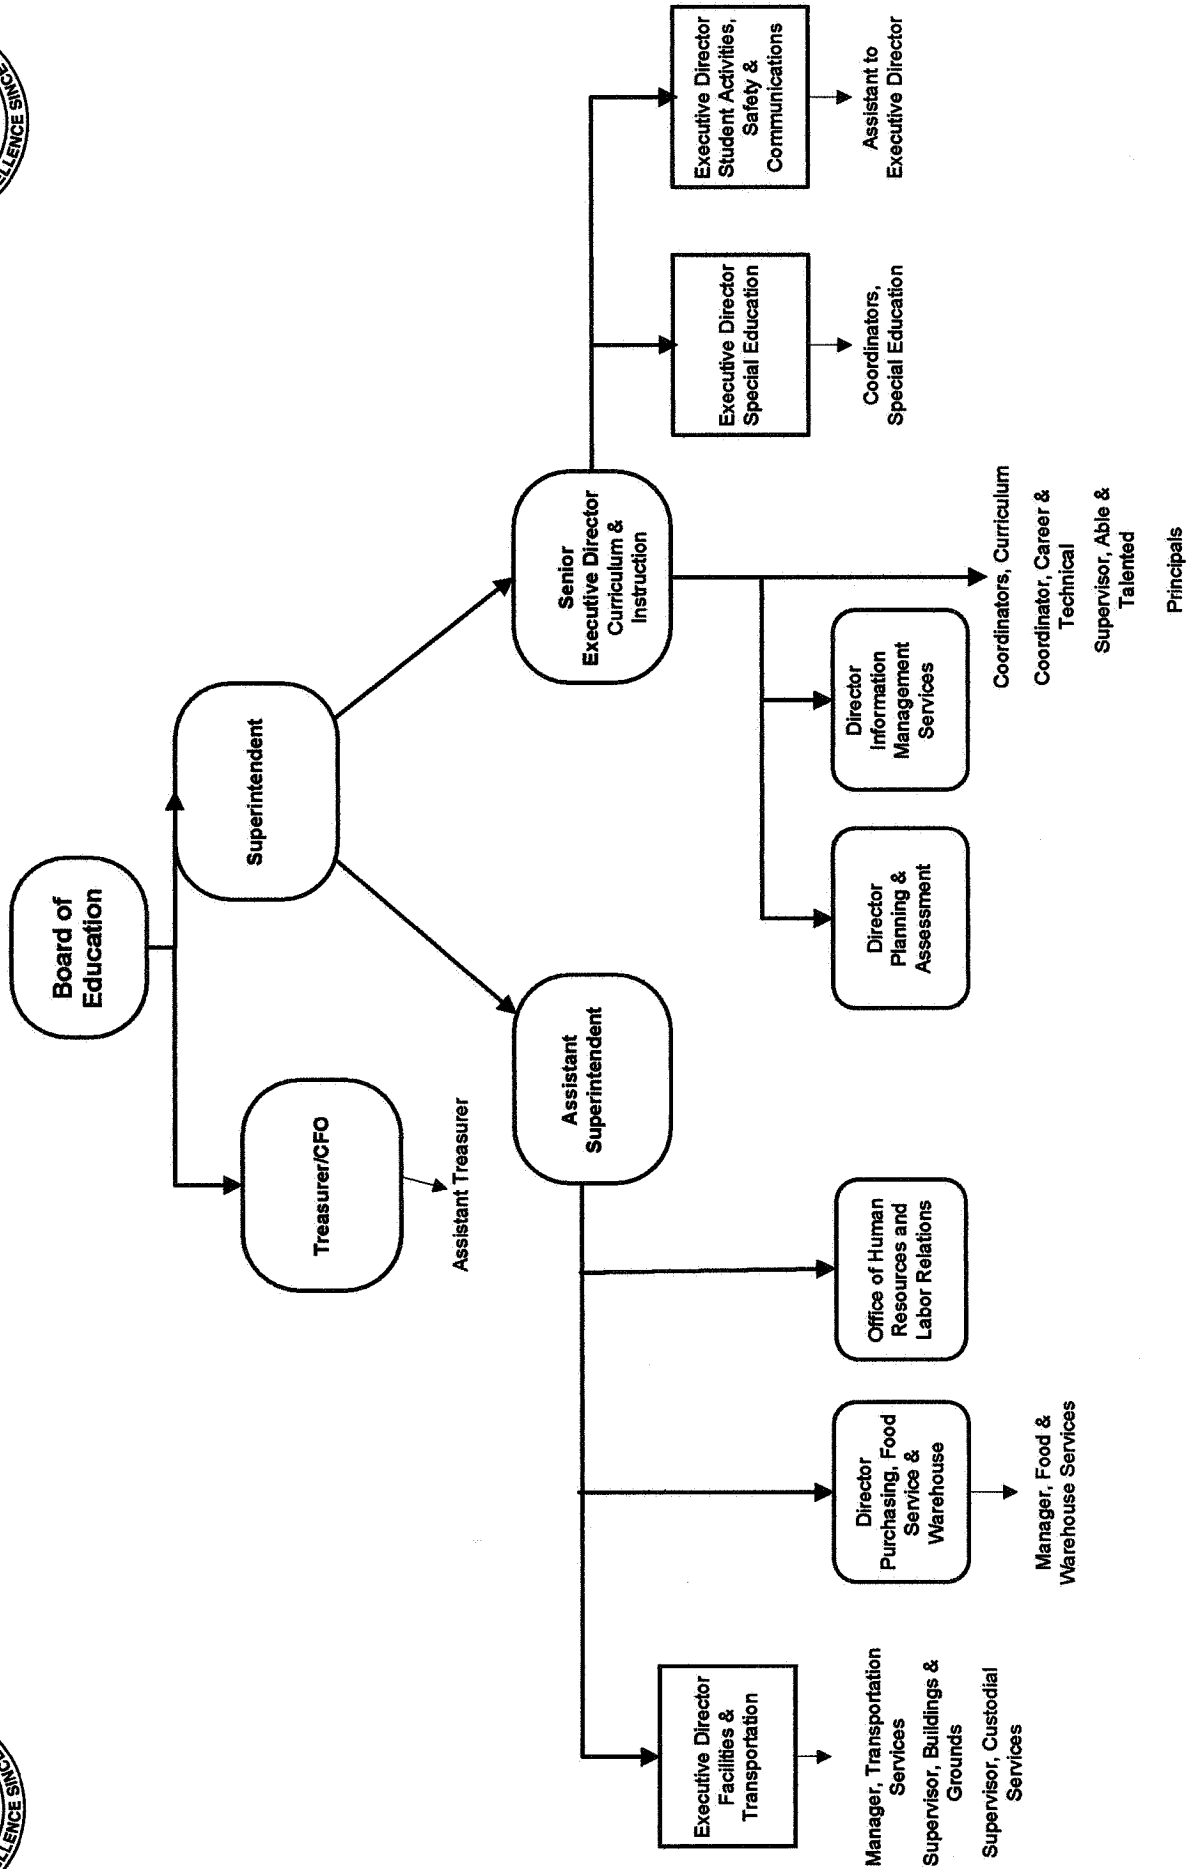 LLENCE SINCE
LLENCE SINCE
Board of
Education
Treasurer/CFO
Superintendent
Assistant Treasurer
Assistant
Superintendent
Senior
Executive Director
Curriculum &
Instruction
Executive Director
Facilities &
Transportation
Manager, Transportation
Services
Supervisor, Buildings &
Grounds
Supervisor, Custodial
Services
Director
Purchasing, Food
Service &
Warehouse
Manager, Food &
Warehouse Services
Office of Human
Resources and
Labor Relations
Director
Planning &
Assessment
Director
Information
Management
Services
Coordinators, Curriculum
Coordinator, Career &
Technical
Supervisor, Able &
Talented
Principals
Executive Director
Special Education
Coordinators,
Special Education
Executive Director
Student Activities,
Safety &
Communications
Assistant to
Executive Director